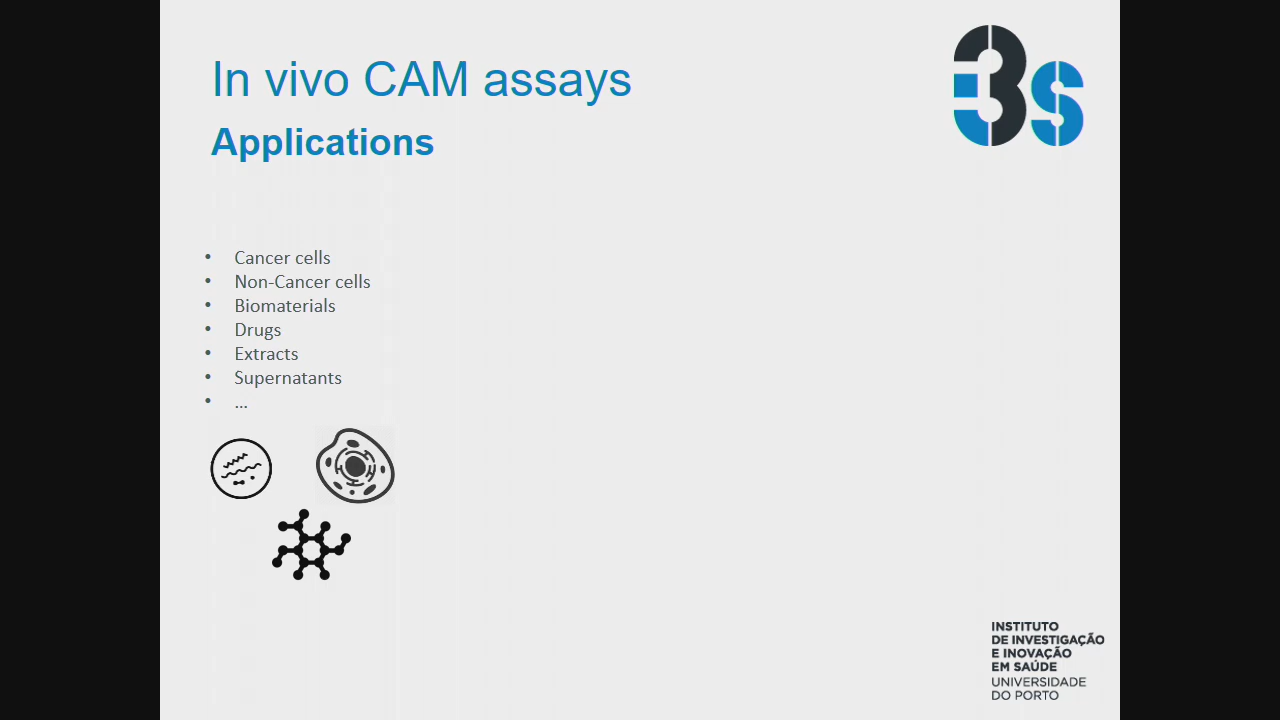 In vivo CAM assays
Applications
3s
• Cancer cells
• Non-Cancer cells
• Biomaterials
• Drugs
• Extracts
• Supernatants
• ...
INSTITUTO
DE INVESTIGAÇÃO
E INOVAÇÃO
EM SAÚDE
UNIVERSIDADE
DO PORTO